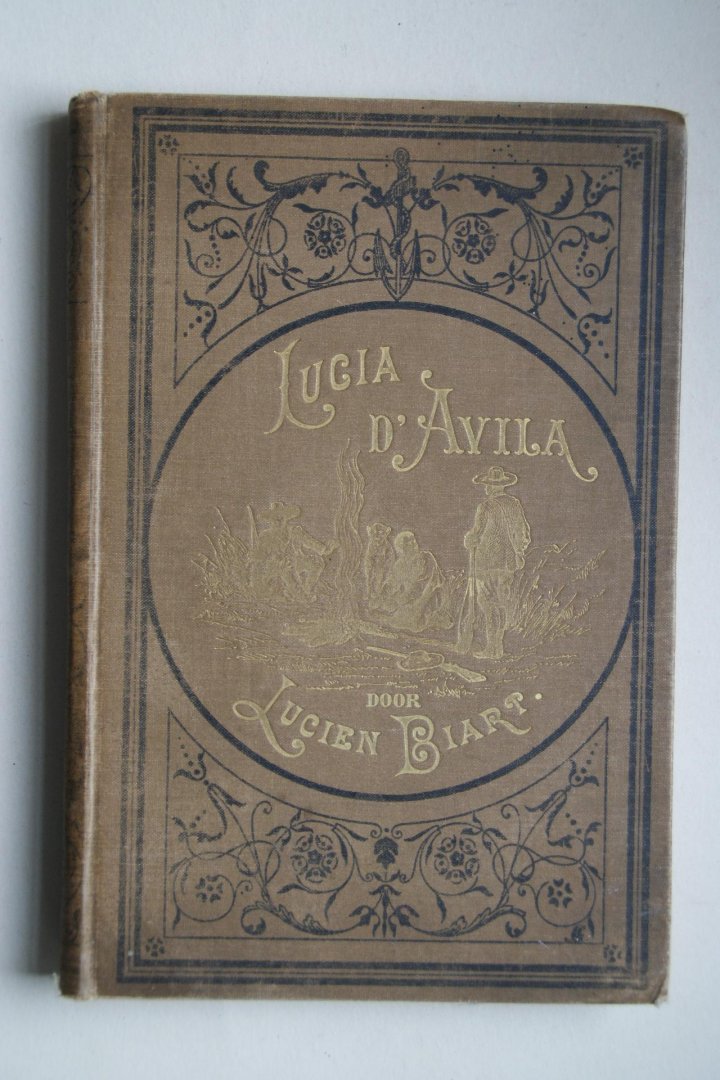 LUCIA
D'AVILA
DOOR
LUCIEN BIART.